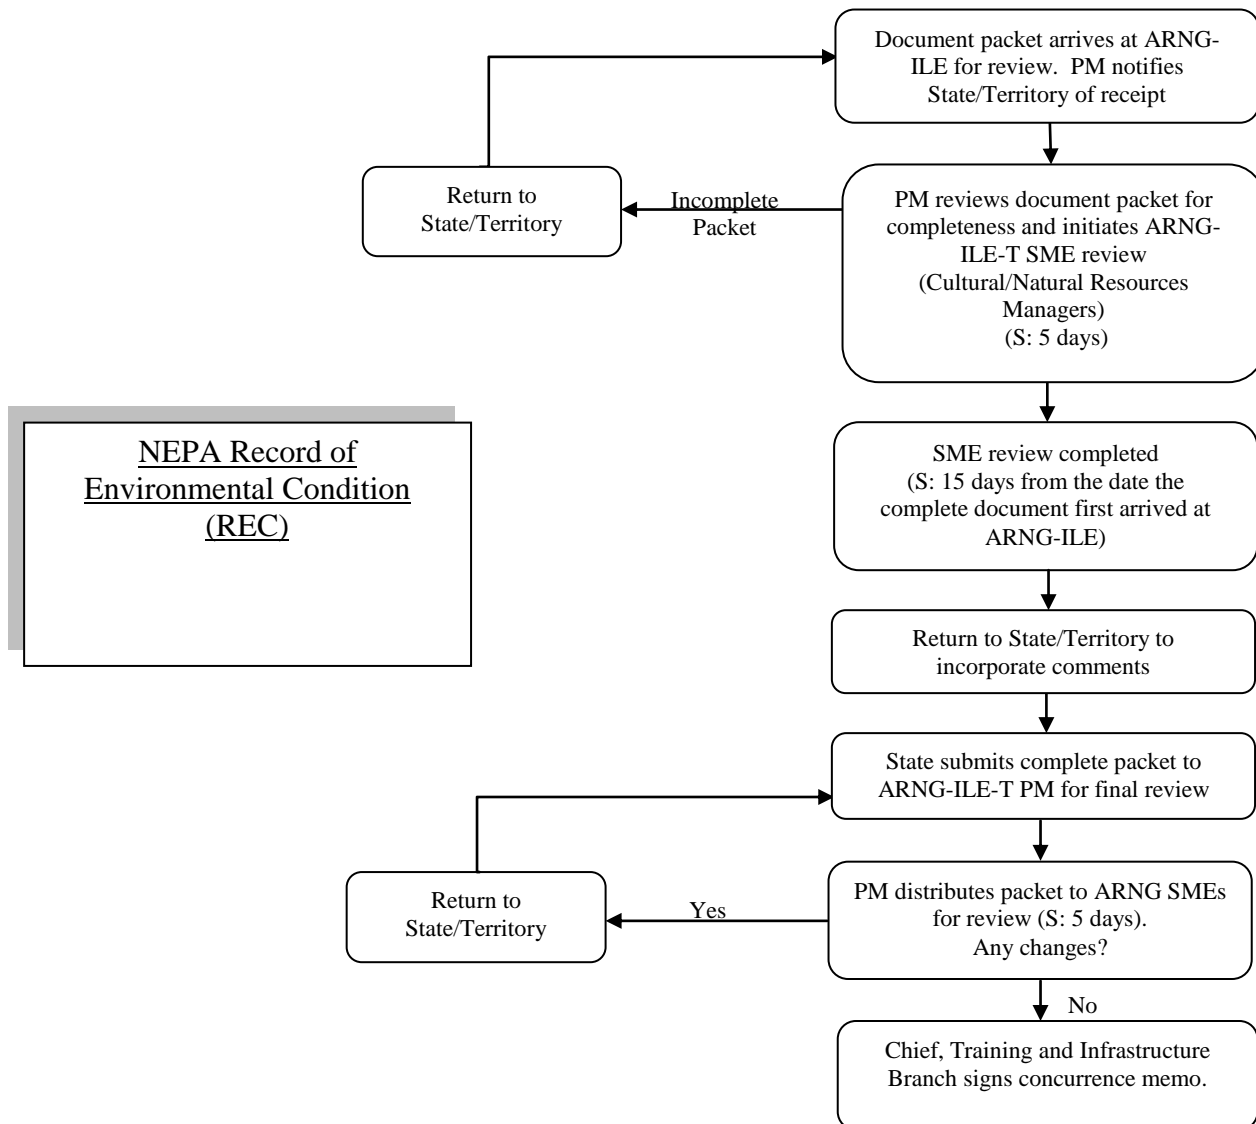 Document packet arrives at ARNG-
ILE for review.  PM notifies
State/Territory of receipt
Return to
State/Territory
Incomplete
Packet
PM reviews document packet for
completeness and initiates ARNG-
ILE-T SME review
(Cultural/Natural Resources
Managers)
(S: 5 days)
NEPA Record of
Environmental Condition
(REC)
SME review completed
(S: 15 days from the date the
complete document first arrived at
ARNG-ILE)
Return to State/Territory to
incorporate comments
State submits complete packet to
ARNG-ILE-T PM for final review
Return to
State/Territory
Yes
PM distributes packet to ARNG SMEs
for review (S: 5 days).
Any changes?
No
Chief, Training and Infrastructure
Branch signs concurrence memo.